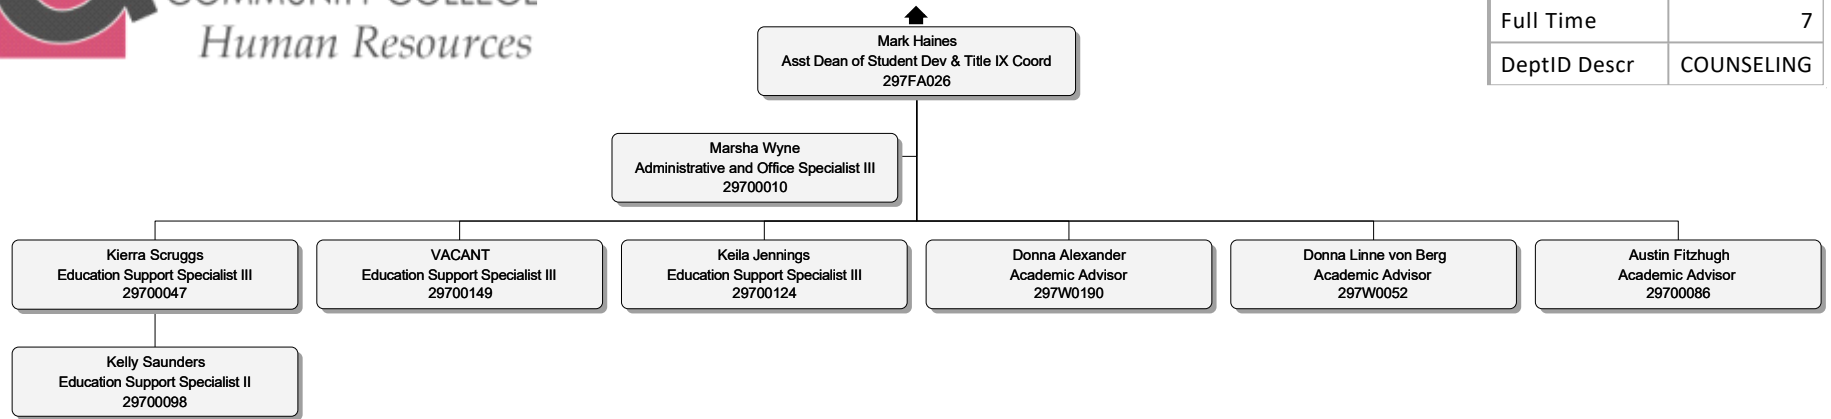 COMMUNITY COLLEGE
Human Resources
Full Time 7
DeptID Descr COUNSELING
Mark Haines
Asst Dean of Student Dev & Title IX Coord
297FA026
Marsha Wyne
Administrative and Office Specialist III
29700010
Kierra Scruggs
Education Support Specialist III
29700047
VACANT
Education Support Specialist III
29700149
Keila Jennings
Education Support Specialist III
29700124
Donna Alexander
Academic Advisor
297W0190
Donna Linne von Berg
Academic Advisor
297W0052
Austin Fitzhugh
Academic Advisor
29700086
Kelly Saunders
Education Support Specialist II
29700098